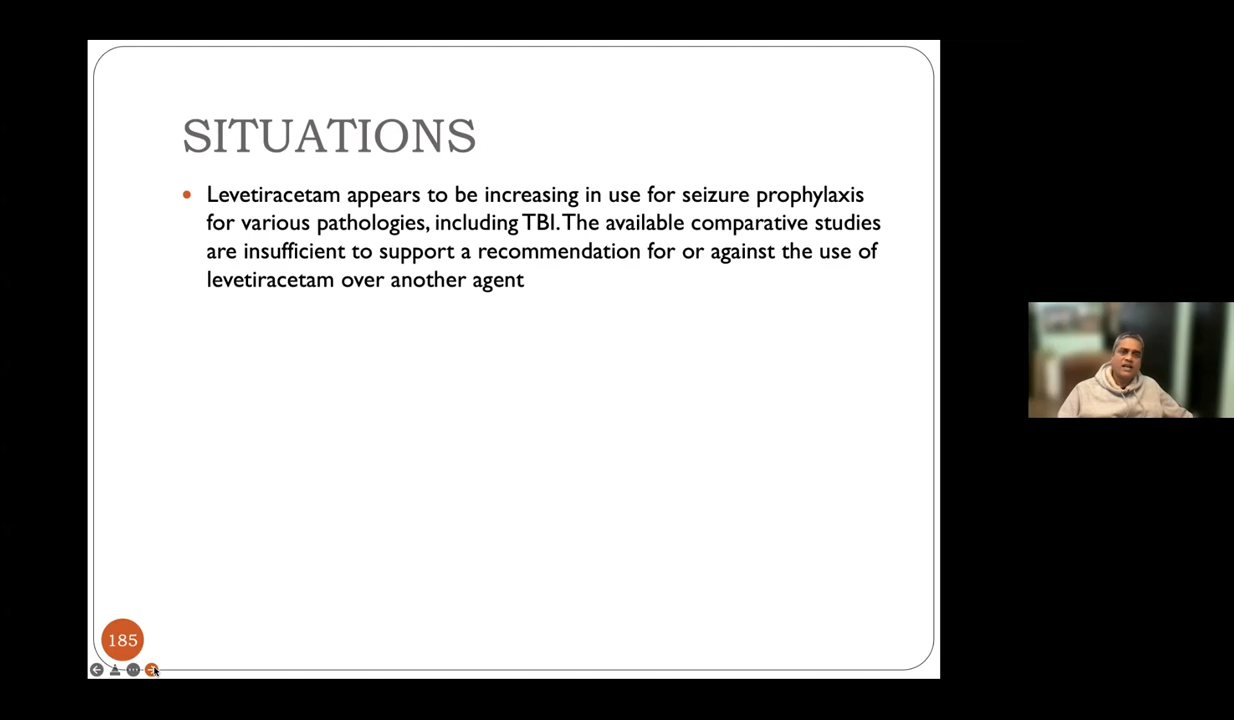 SITUATIONS
• Levetiracetam appears to be increasing in use for seizure prophylaxis
for various pathologies, including TBI. The available comparative studies
are insufficient to support a recommendation for or against the use of
levetiracetam over another agent
185